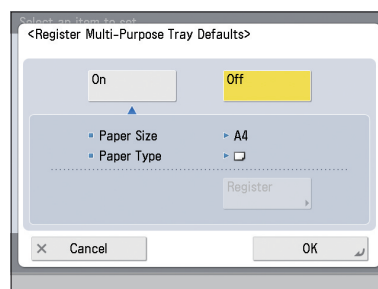 Select an item to set
<Register Multi-Purpose Tray Defaults>
On Off
Paper Size A4
Paper Type
Register
Cancel OK